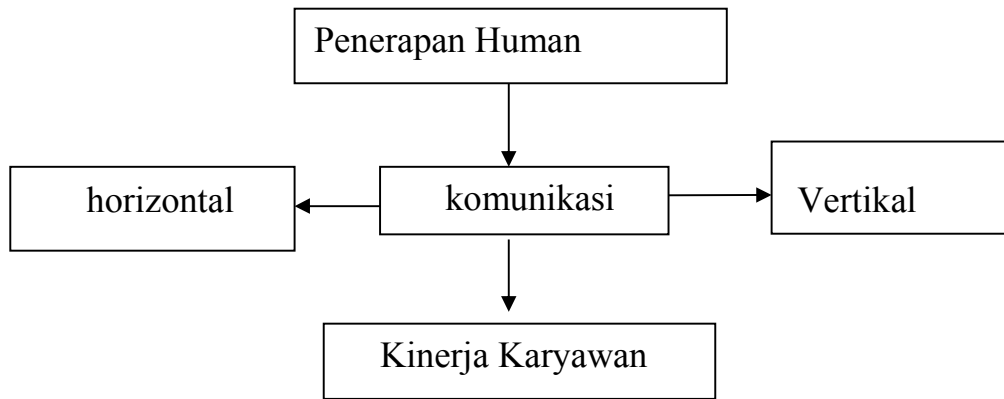 Penerapan Human
horizontal
komunikasi
Vertikal
Kinerja Karyawan